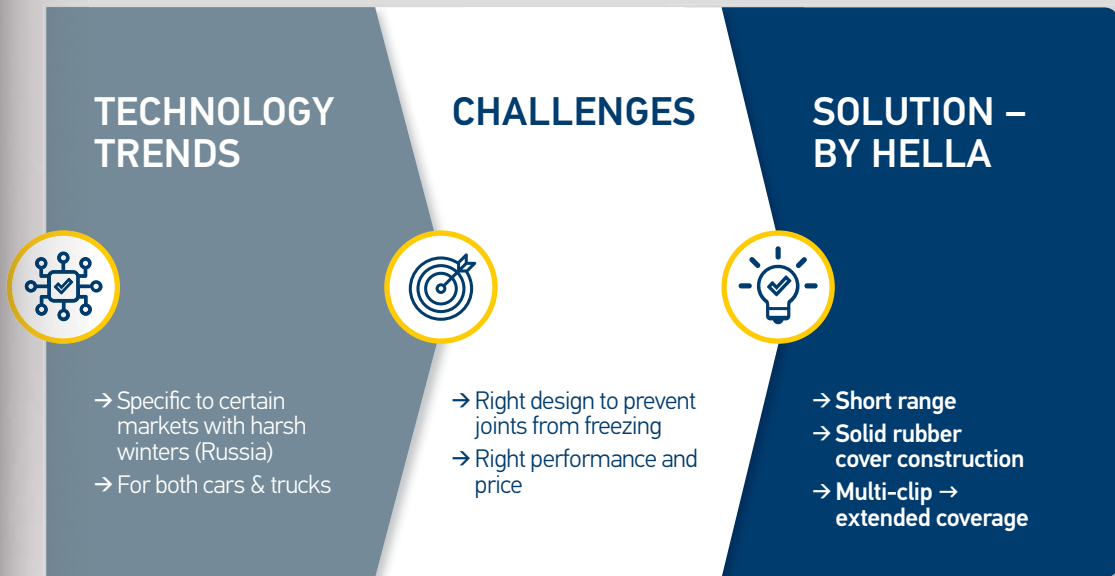 TECHNOLOGY
TRENDS
→ Specific to certain
markets with harsh
winters (Russia)
→ For both cars & trucks
CHALLENGES
→ Right design to prevent
joints from freezing
→ Right performance and
price
SOLUTION –
BY HELLA
→ Short range
→ Solid rubber
cover construction
→ Multi-clip →
extended coverage